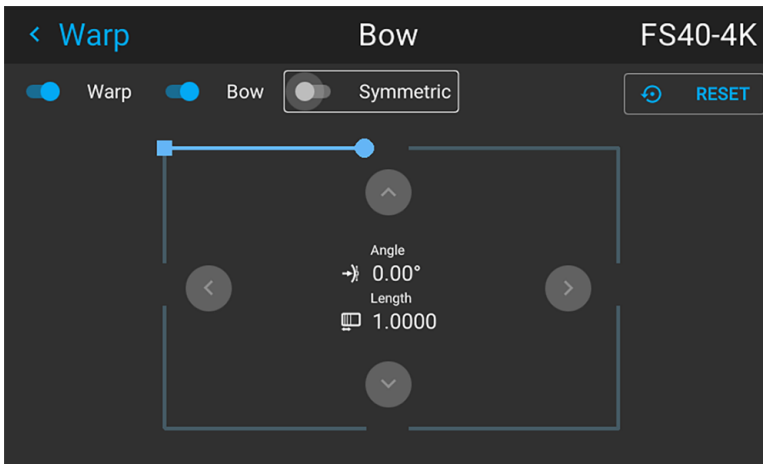 Warp Bow FS40-4K
Warp Bow Symmetric RESET
Angle
0.00°
Length
1.0000